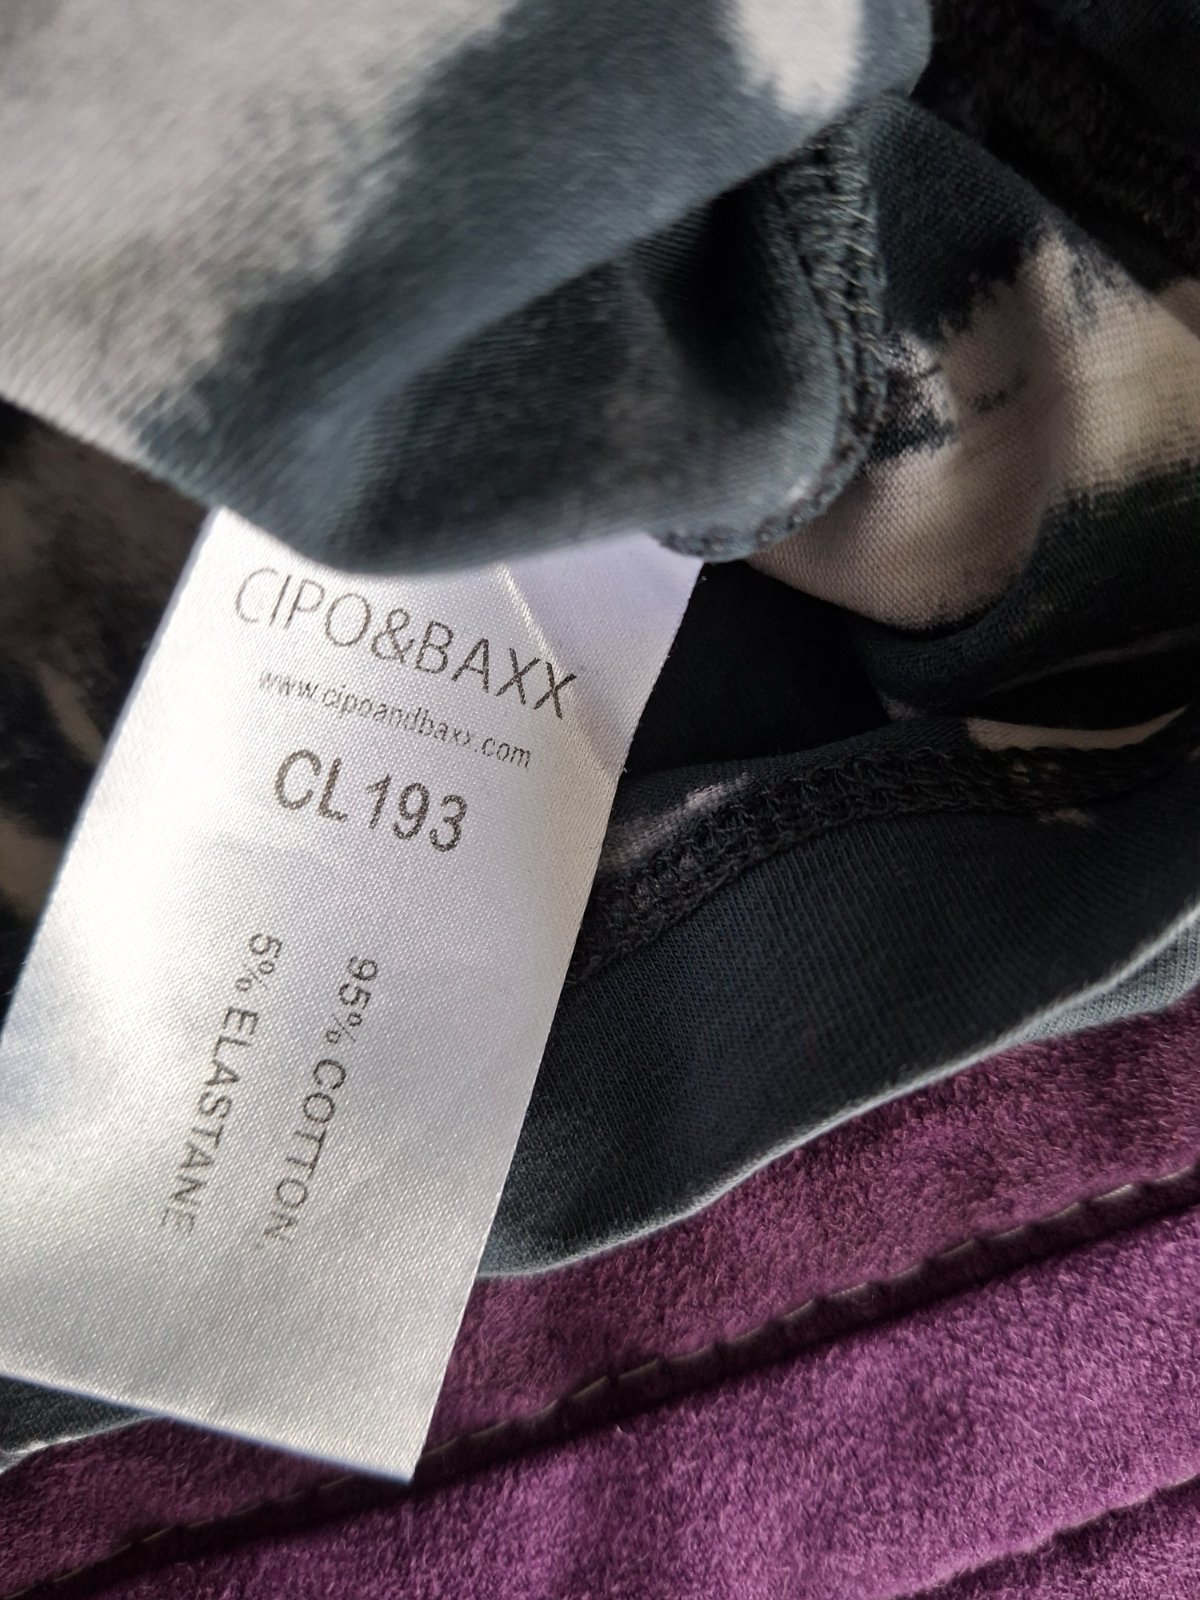 CIPO&BAXX
www.cipoandbaxx.com
CL193
95% COTTON
5% ELASTANE